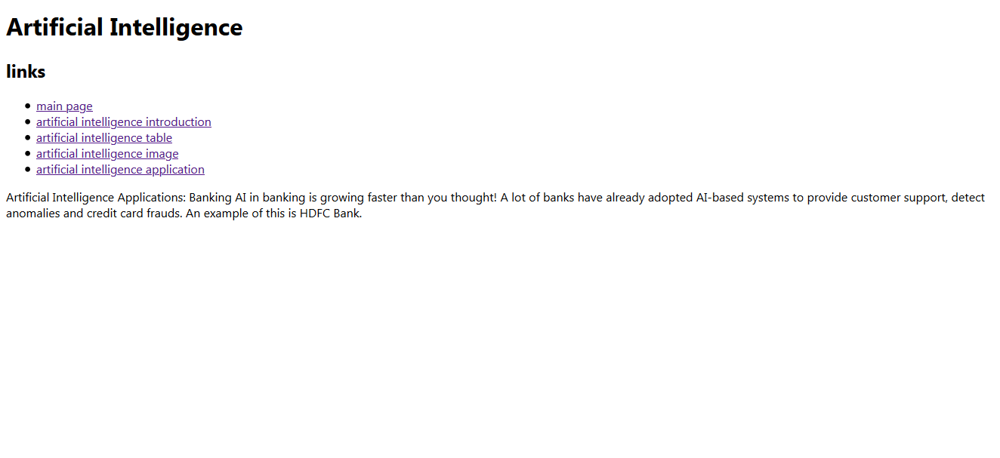 Artificial Intelligence
links
main page
artificial intelligence introduction
artificial intelligence table
artificial intelligence image
artificial intelligence application
Artificial Intelligence Applications: Banking AI in banking is growing faster than you thought! A lot of banks have already adopted AI-based systems to provide customer support, detect
anomalies and credit card frauds. An example of this is HDFC Bank.